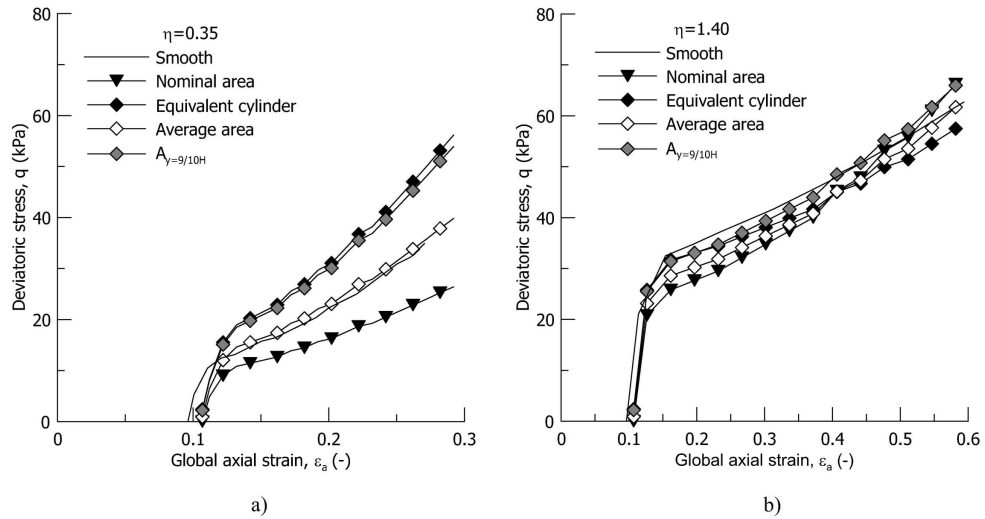 80
60
40
20
0
Deviatoric stress, q (kPa)
η=0.35
Smooth
Nominal area
Equivalent cylinder
Average area
A_y=9/10H
0 0.1 0.2 0.3
Global axial strain, ε_a (-)
a)
80
60
40
20
0
Deviatoric stress, q (kPa)
η=1.40
Smooth
Nominal area
Equivalent cylinder
Average area
A_y=9/10H
0 0.1 0.2 0.3 0.4 0.5 0.6
Global axial strain, ε_a (-)
b)